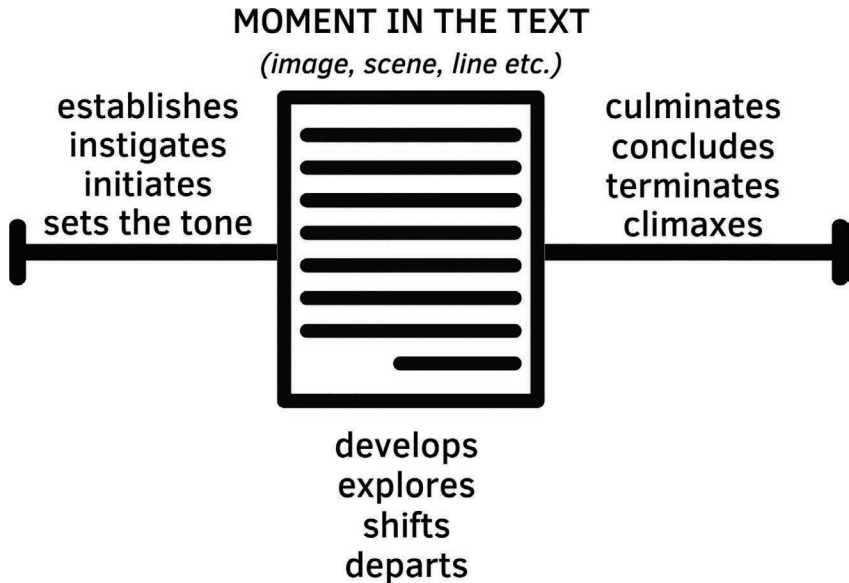 MOMENT IN THE TEXT
(image, scene, line etc.)
establishes
instigates
initiates
sets the tone
culminates
concludes
terminates
climaxes
develops
explores
shifts
departs